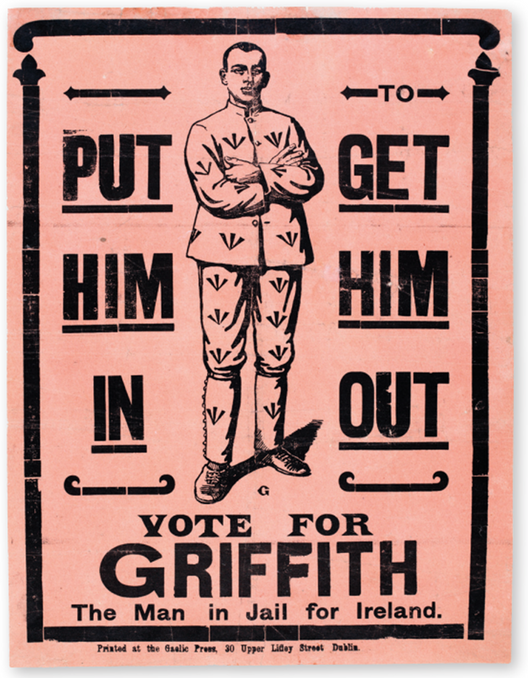 PUT
HIM
IN
TO
GET
HIM
OUT
G
VOTE FOR
GRIFFITH
The Man in Jail for Ireland.
Printed at the Gaelic Press, 30 Upper Liffey Street Dublin.